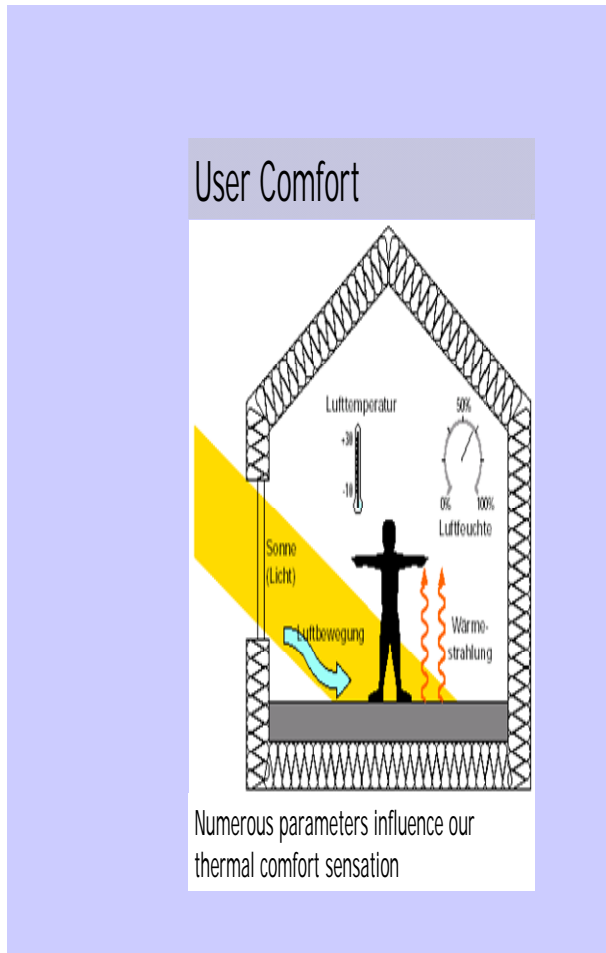 User Comfort
Lufttemperatur
+30
-10
50%
0% 100%
Luftfeuchte
Sonne
(Licht)
Luftbewegung
Wärme-
strahlung
Numerous parameters influence our
thermal comfort sensation